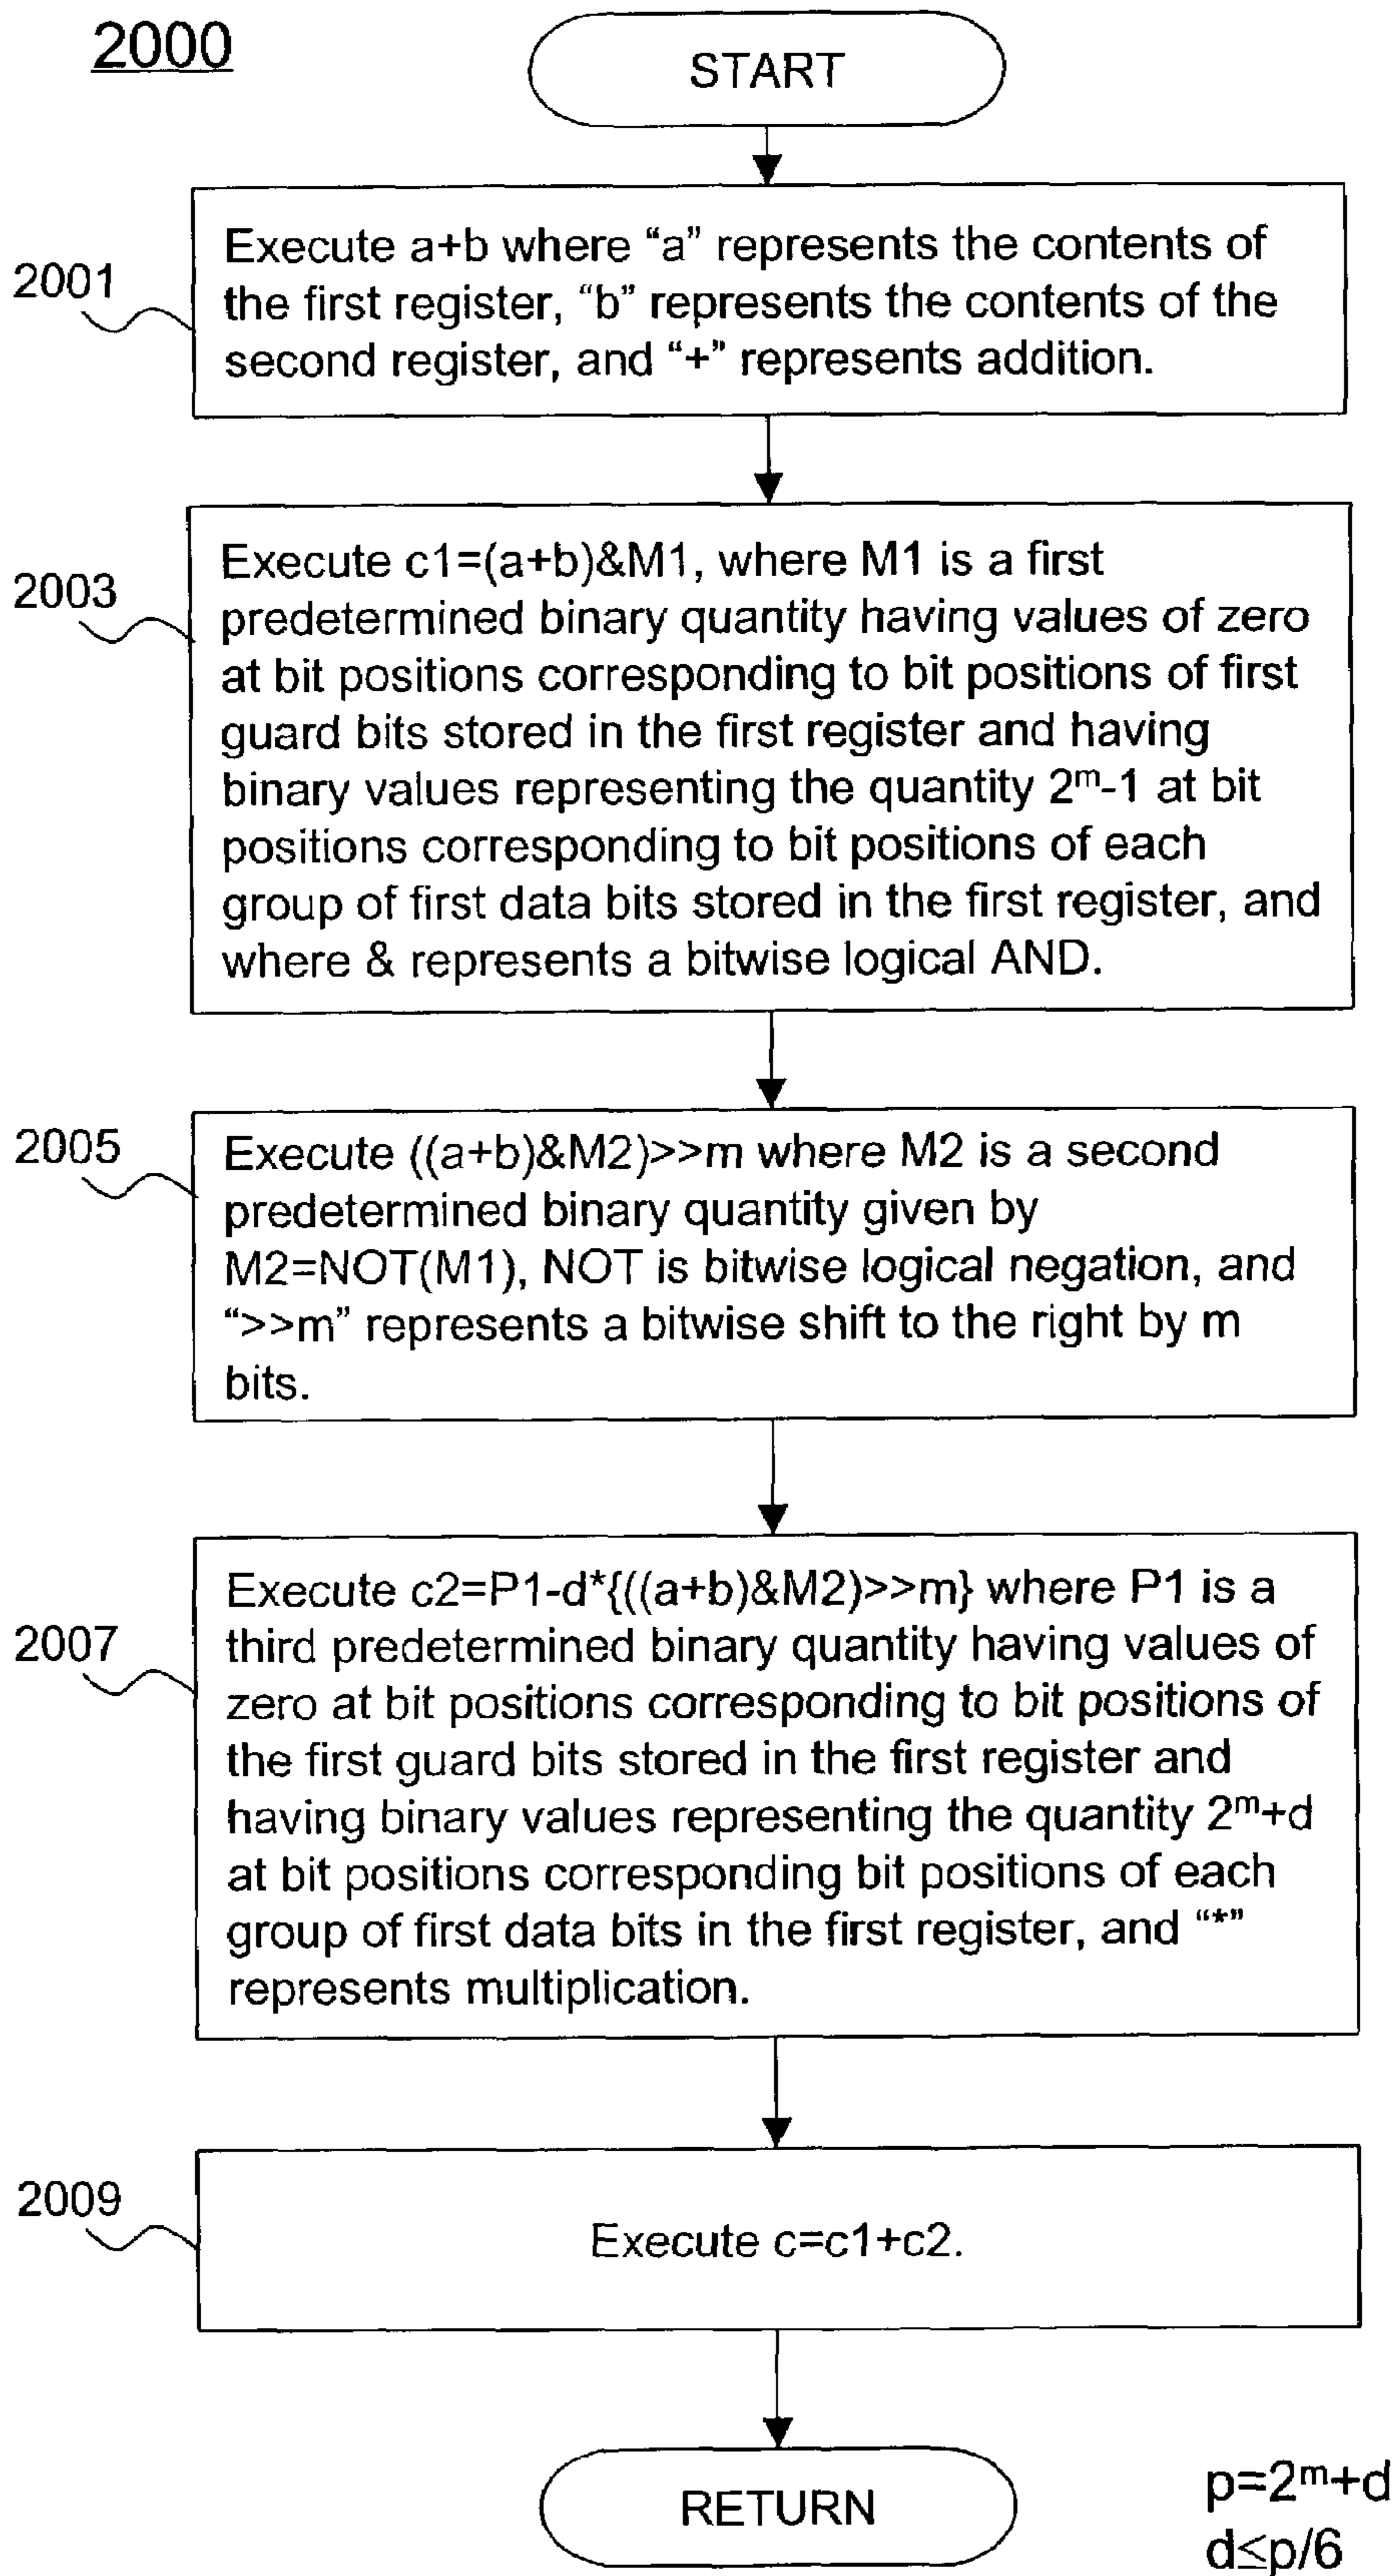 2000
START
2001
Execute a+b where “a” represents the contents of
the first register, “b” represents the contents of the
second register, and “+” represents addition.
2003
Execute c1=(a+b)&M1, where M1 is a first
predetermined binary quantity having values of zero
at bit positions corresponding to bit positions of first
guard bits stored in the first register and having
binary values representing the quantity 2ᵐ-1 at bit
positions corresponding to bit positions of each
group of first data bits stored in the first register, and
where & represents a bitwise logical AND.
2005
Execute ((a+b)&M2)>>m where M2 is a second
predetermined binary quantity given by
M2=NOT(M1), NOT is bitwise logical negation, and
“>>m” represents a bitwise shift to the right by m
bits.
2007
Execute c2=P1-d*{((a+b)&M2)>>m} where P1 is a
third predetermined binary quantity having values of
zero at bit positions corresponding to bit positions of
the first guard bits stored in the first register and
having binary values representing the quantity 2ᵐ+d
at bit positions corresponding bit positions of each
group of first data bits in the first register, and “*”
represents multiplication.
2009
Execute c=c1+c2.
RETURN
p=2ᵐ+d
d≤p/6